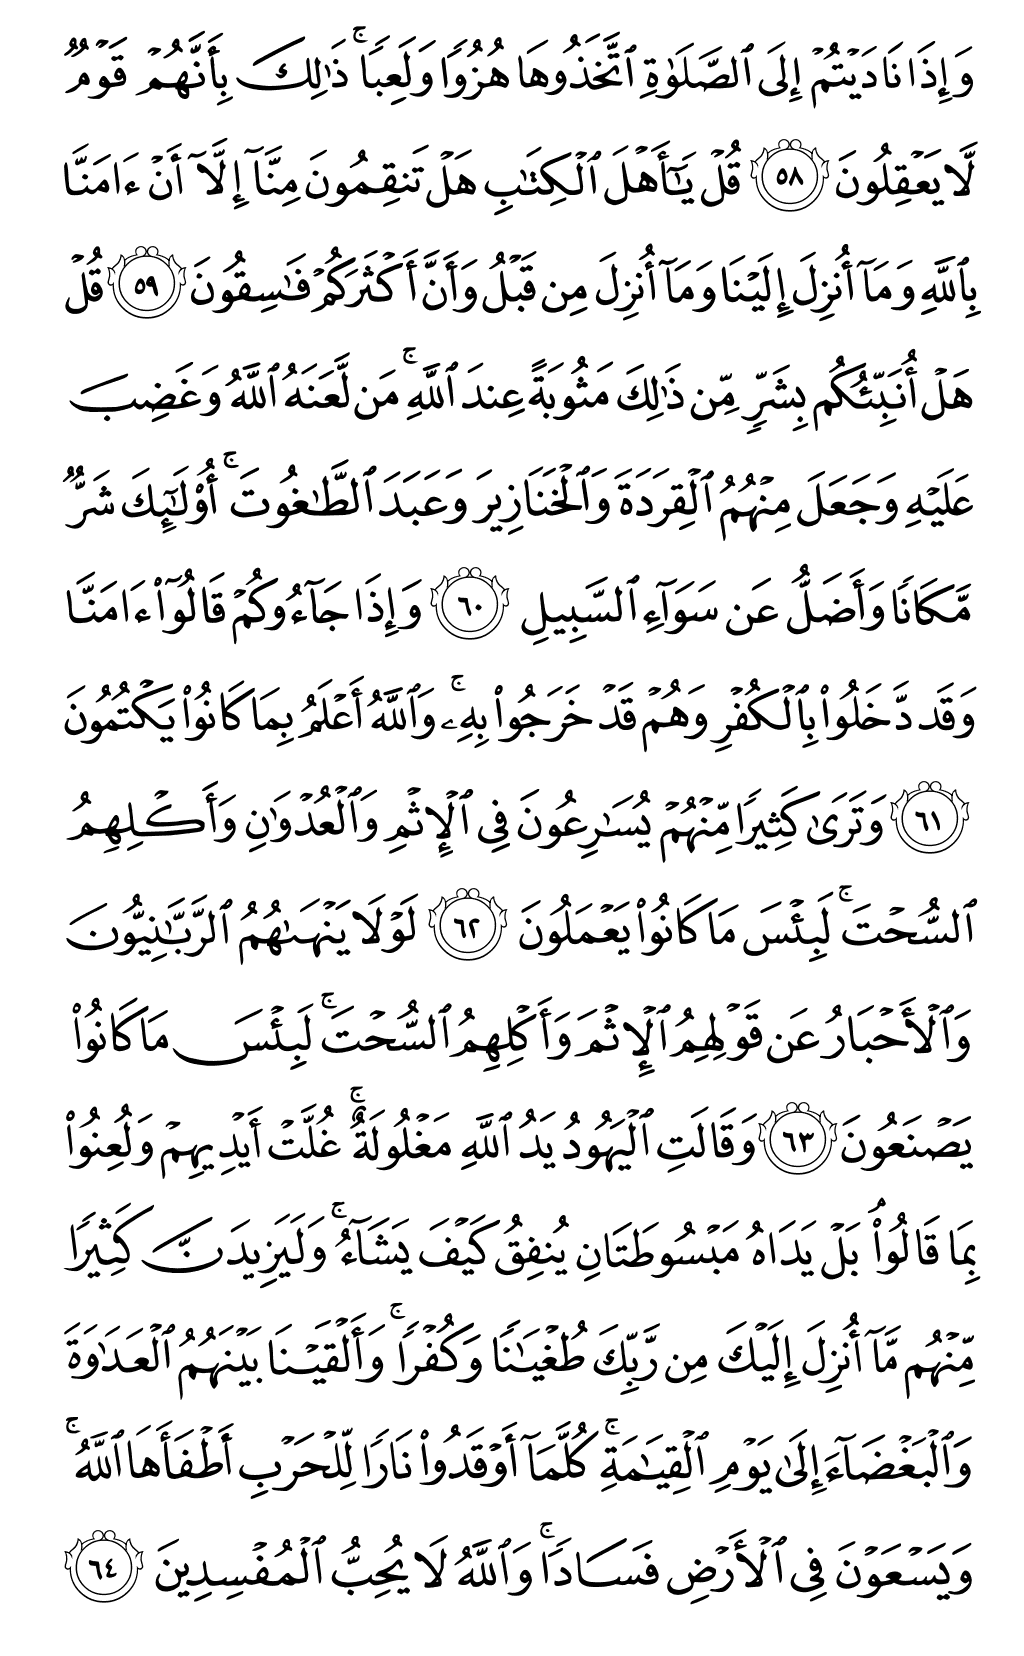 وَإِذَا نَادَيۡتُمۡ إِلَى ٱلصَّلَوٰةِ ٱتَّخَذُوهَا هُزُوٗا وَلَعِبٗاۚ ذَٰلِكَ بِأَنَّهُمۡ قَوۡمٞ
لَّا يَعۡقِلُونَ ٥٨ قُلۡ يَٰٓأَهۡلَ ٱلۡكِتَٰبِ هَلۡ تَنقِمُونَ مِنَّآ إِلَّآ أَنۡ ءَامَنَّا
بِٱللَّهِ وَمَآ أُنزِلَ إِلَيۡنَا وَمَآ أُنزِلَ مِن قَبۡلُ وَأَنَّ أَكۡثَرَكُمۡ فَٰسِقُونَ ٥٩ قُلۡ
هَلۡ أُنَبِّئُكُم بِشَرّٖ مِّن ذَٰلِكَ مَثُوبَةً عِندَ ٱللَّهِۚ مَن لَّعَنَهُ ٱللَّهُ وَغَضِبَ
عَلَيۡهِ وَجَعَلَ مِنۡهُمُ ٱلۡقِرَدَةَ وَٱلۡخَنَازِيرَ وَعَبَدَ ٱلطَّٰغُوتَۚ أُوْلَٰٓئِكَ شَرّٞ
مَّكَانٗا وَأَضَلُّ عَن سَوَآءِ ٱلسَّبِيلِ ٦٠ وَإِذَا جَآءُوكُمۡ قَالُوٓاْ ءَامَنَّا
وَقَد دَّخَلُواْ بِٱلۡكُفۡرِ وَهُمۡ قَدۡ خَرَجُواْ بِهِۦۚ وَٱللَّهُ أَعۡلَمُ بِمَا كَانُواْ يَكۡتُمُونَ
٦١ وَتَرَىٰ كَثِيرٗا مِّنۡهُمۡ يُسَٰرِعُونَ فِي ٱلۡإِثۡمِ وَٱلۡعُدۡوَٰنِ وَأَكۡلِهِمُ
ٱلسُّحۡتَۚ لَبِئۡسَ مَا كَانُواْ يَعۡمَلُونَ ٦٢ لَوۡلَا يَنۡهَىٰهُمُ ٱلرَّبَّٰنِيُّونَ
وَٱلۡأَحۡبَارُ عَن قَوۡلِهِمُ ٱلۡإِثۡمَ وَأَكۡلِهِمُ ٱلسُّحۡتَۚ لَبِئۡسَ مَا كَانُواْ
يَصۡنَعُونَ ٦٣ وَقَالَتِ ٱلۡيَهُودُ يَدُ ٱللَّهِ مَغۡلُولَةٌۚ غُلَّتۡ أَيۡدِيهِمۡ وَلُعِنُواْ
بِمَا قَالُواْۘ بَلۡ يَدَاهُ مَبۡسُوطَتَانِ يُنفِقُ كَيۡفَ يَشَآءُۚ وَلَيَزِيدَنَّ كَثِيرٗا
مِّنۡهُم مَّآ أُنزِلَ إِلَيۡكَ مِن رَّبِّكَ طُغۡيَٰنٗا وَكُفۡرٗاۚ وَأَلۡقَيۡنَا بَيۡنَهُمُ ٱلۡعَدَٰوَةَ
وَٱلۡبَغۡضَآءَ إِلَىٰ يَوۡمِ ٱلۡقِيَٰمَةِۚ كُلَّمَآ أَوۡقَدُواْ نَارٗا لِّلۡحَرۡبِ أَطۡفَأَهَا ٱللَّهُۚ
وَيَسۡعَوۡنَ فِي ٱلۡأَرۡضِ فَسَادٗاۚ وَٱللَّهُ لَا يُحِبُّ ٱلۡمُفۡسِدِينَ ٦٤